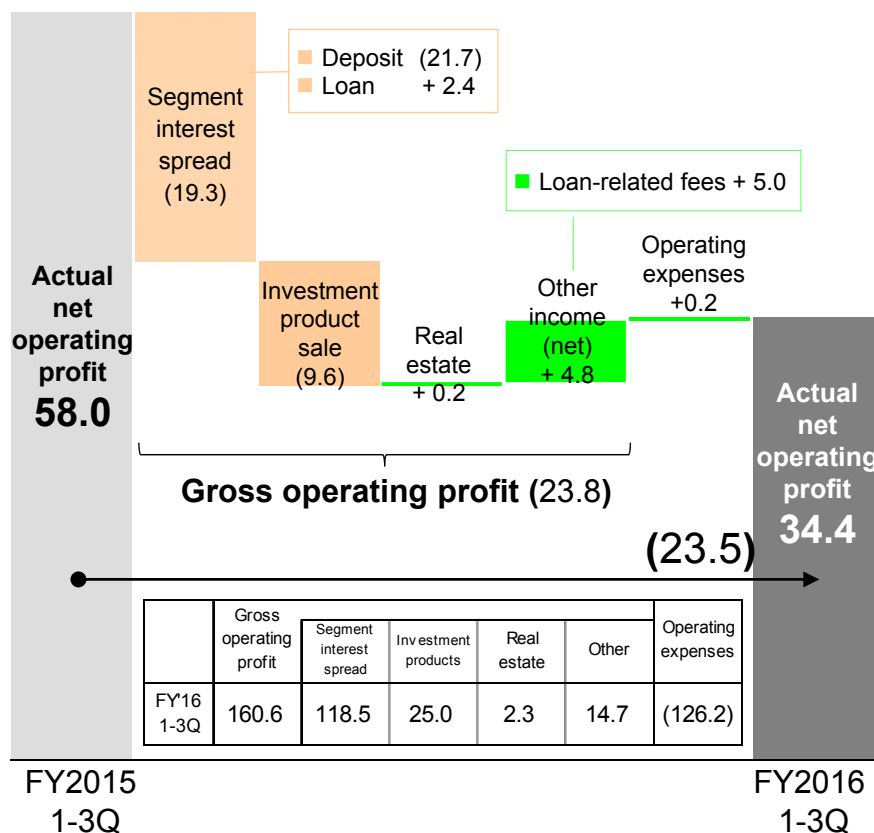 Deposit (21.7)
Loan + 2.4
Segment
interest
spread)
(19.3)
Loan-related fees + 5.0
Operating
expenses
+0.2
Actual
net
operating
profit
58.0
Investment
product
sale
(9.6)
Real
estate
+ 0.2
Other
income
(net)
+ 4.8
Actual
net
operating
profit
34.4
Gross operating profit (23.8)
(23.5)
Gross
operating
profit
Segment
interest
spread
Investment
products
Real
estate
Other
Operating
expenses
FY'16
1-3Q
160.6 118.5 25.0 2.3 14.7 (126.2)
FY2015
1-3Q
FY2016
1-3Q